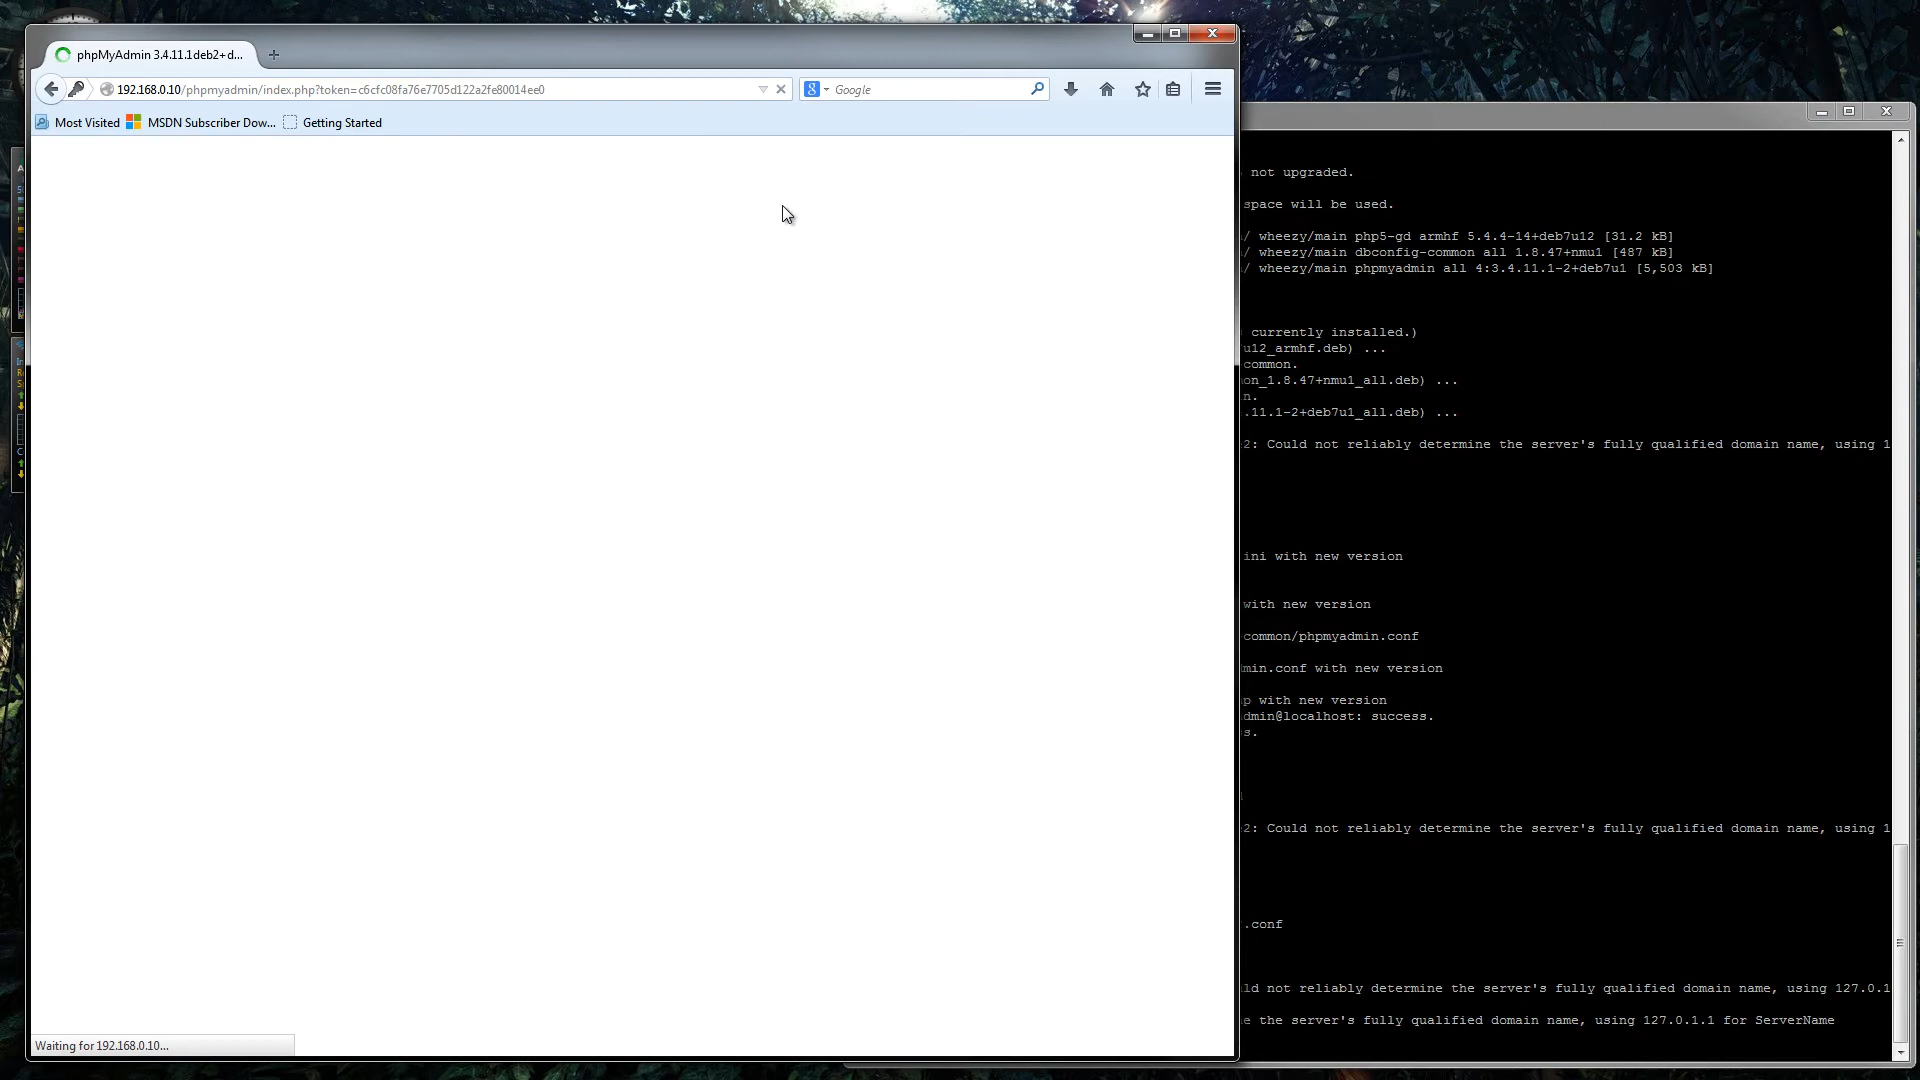 phpMyAdmin 3.4.11.1deb2+d...
192.168.0.10/phpmyadmin/index.php?token=c6cfc08fa76e7705d122a2fe80014ee0
Google
Most Visited
MSDN Subscriber Dow...
Getting Started
not upgraded.
space will be used.
/ wheezy/main php5-gd armhf 5.4.4-14+deb7u12 [31.2 kB]
/ wheezy/main dbconfig-common all 1.8.47+nmu1 [487 kB]
/ wheezy/main phpmyadmin all 4:3.4.11.1-2+deb7u1 [5,503 kB]
currently installed.)
u12_armhf.deb) ...
common.
on_1.8.47+nmu1_all.deb) ...
n.
.11.1-2+deb7u1_all.deb) ...
2: Could not reliably determine the server's fully qualified domain name, using 1
ini with new version
with new version
common/phpmyadmin.conf
min.conf with new version
p with new version
dmin@localhost: success.
s.
2: Could not reliably determine the server's fully qualified domain name, using 1
.conf
ld not reliably determine the server's fully qualified domain name, using 127.0.1
e the server's fully qualified domain name, using 127.0.1.1 for ServerName
Waiting for 192.168.0.10...